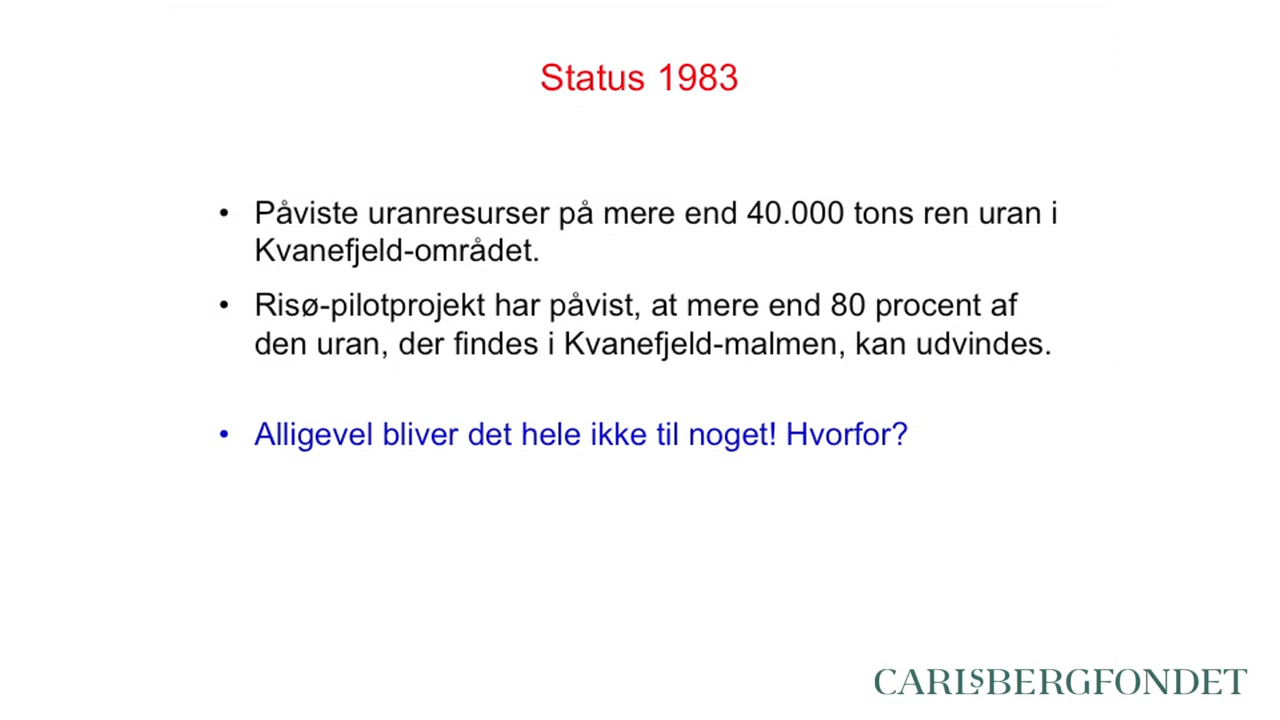 Status 1983
• Påviste uranresurser på mere end 40.000 tons ren uran i
Kvanefjeld-området.
• Risø-pilotprojekt har påvist, at mere end 80 procent af
den uran, der findes i Kvanefjeld-malmen, kan udvindes.
• Alligevel bliver det hele ikke til noget! Hvorfor?
CARLSBERGFONDET